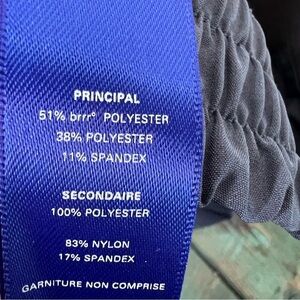 PRINCIPAL
51% brrr° POLYESTER
38% POLYESTER
11% SPANDEX
SECONDAIRE
100% POLYESTER
83% NYLON
17% SPANDEX
GARNITURE NON COMPRISE